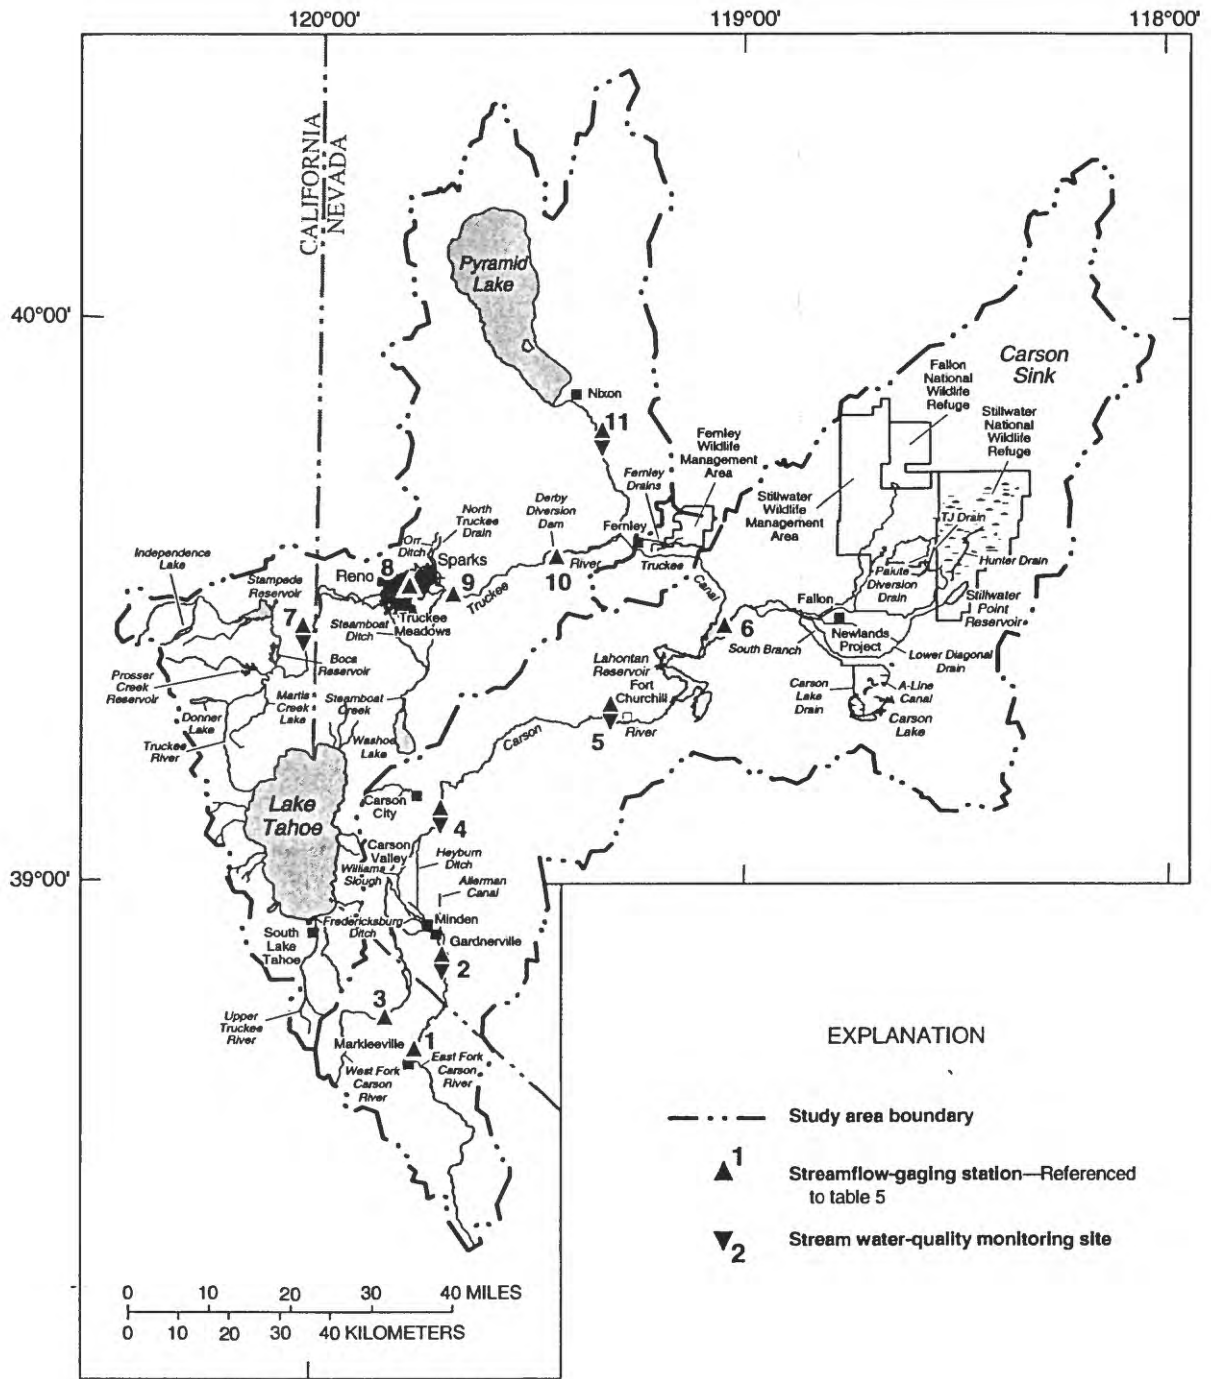 120°00'
119°00'
118°00'
CALIFORNIA
NEVADA
Pyramid
Lake
40°00'
Carson
Sink
Fallon
National
Wildlife
Refuge
Nixon
11
Stillwater
National
Wildlife
Refuge
Fernley
Wildlife
Management
Area
Fernley
Drains
Stillwater
Wildlife
Management
Area
Derby
Diversion
Dam
North
Truckee
Drain
TJ Drain
Orr
Ditch
Fernley
Independence
Lake
Sparks
River
Hunter Drain
8
Reno
9
10
Truckee
Truckee
Paiute
Diversion
Drain
Stampede
Reservoir
Canal
Fallon
Stillwater
Point
Reservoir
7
Steamboat
Ditch
Truckee
Meadows
6
South Branch
Newlands
Project
Lower Diagonal
Drain
Boca
Reservoir
Lahontan
Reservoir
Prosser
Creek
Reservoir
Fort
Churchill
Carson
Lake
Drain
A-Line
Canal
Martis
Creek
Lake
Steamboat
Creek
Donner
Lake
Carson
Lake
5
River
Truckee
River
Washoe
Lake
Carson
Lake
Tahoe
Carson
City
4
Carson
Valley
Heyburn
Ditch
Williams
Slough
Allerman
Canal
39°00'
Fredericksburg
Ditch
Minden
South
Lake
Tahoe
Gardnerville
2
3
Upper
Truckee
River
Markleeville
1
West Fork
Carson
River
East Fork
Carson
River
EXPLANATION
Study area boundary
1
Streamflow-gaging station—Referenced
to table 5
2
Stream water-quality monitoring site
0 10 20 30 40 MILES
0 10 20 30 40 KILOMETERS